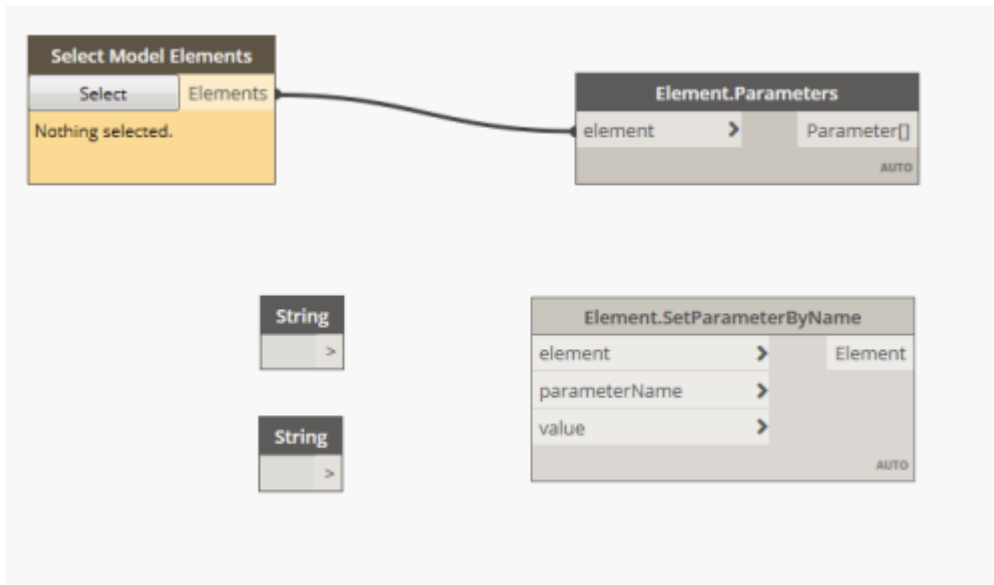 Select Model Elements
Select Elements
Nothing selected.
Element.Parameters
element > Parameter[]
AUTO
String
>
Element.SetParameterByName
element > Element
parameterName >
value >
AUTO
String
>